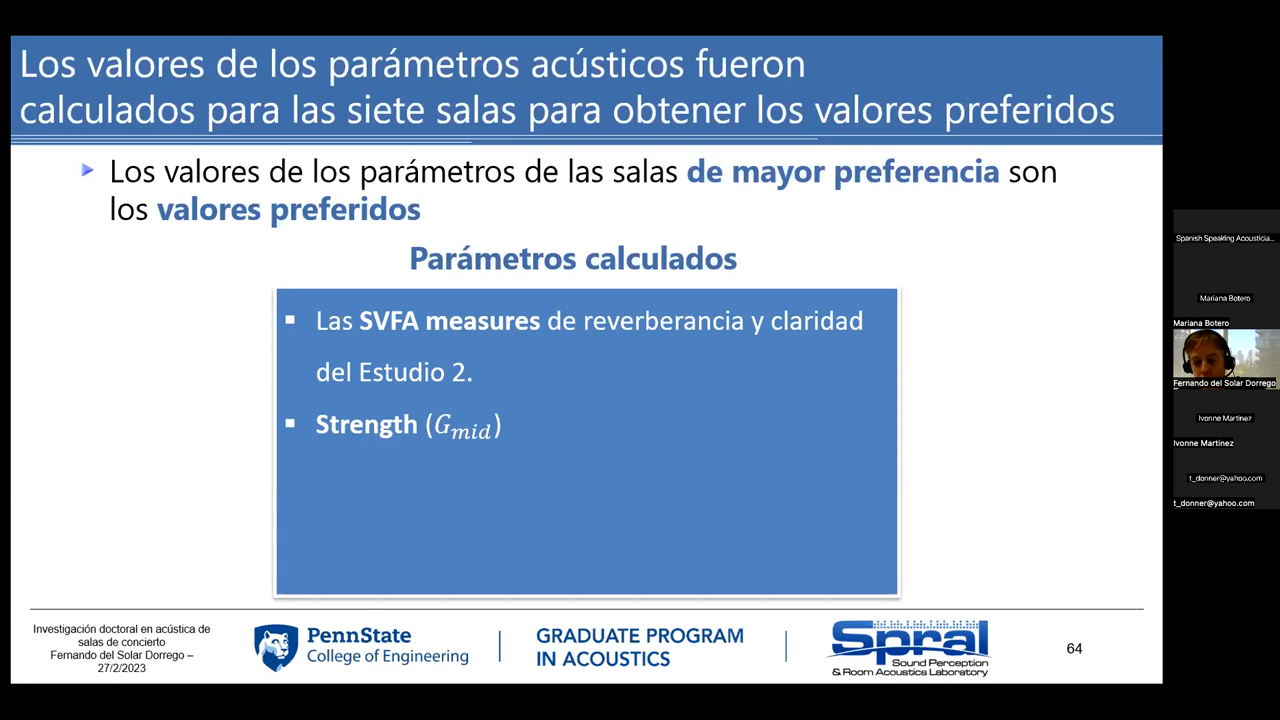 Los valores de los parámetros acústicos fueron
calculados para las siete salas para obtener los valores preferidos
Los valores de los parámetros de las salas de mayor preferencia son
los valores preferidos
Parámetros calculados
Las SVFA measures de reverberancia y claridad
del Estudio 2.
Strength (G_mid)
Investigación doctoral en acústica de
salas de concierto
Fernando del Solar Dorrego –
27/2/2023
PennState
College of Engineering
GRADUATE PROGRAM
IN ACOUSTICS
Spral
Sound Perception
& Room Acoustics Laboratory
64
Spanish Speaking Acousticia...
Mariana Botero
Mariana Botero
Fernando del Solar Dorrego
Ivonne Martinez
Ivonne Martinez
t_donner@yahoo.com
t_donner@yahoo.com